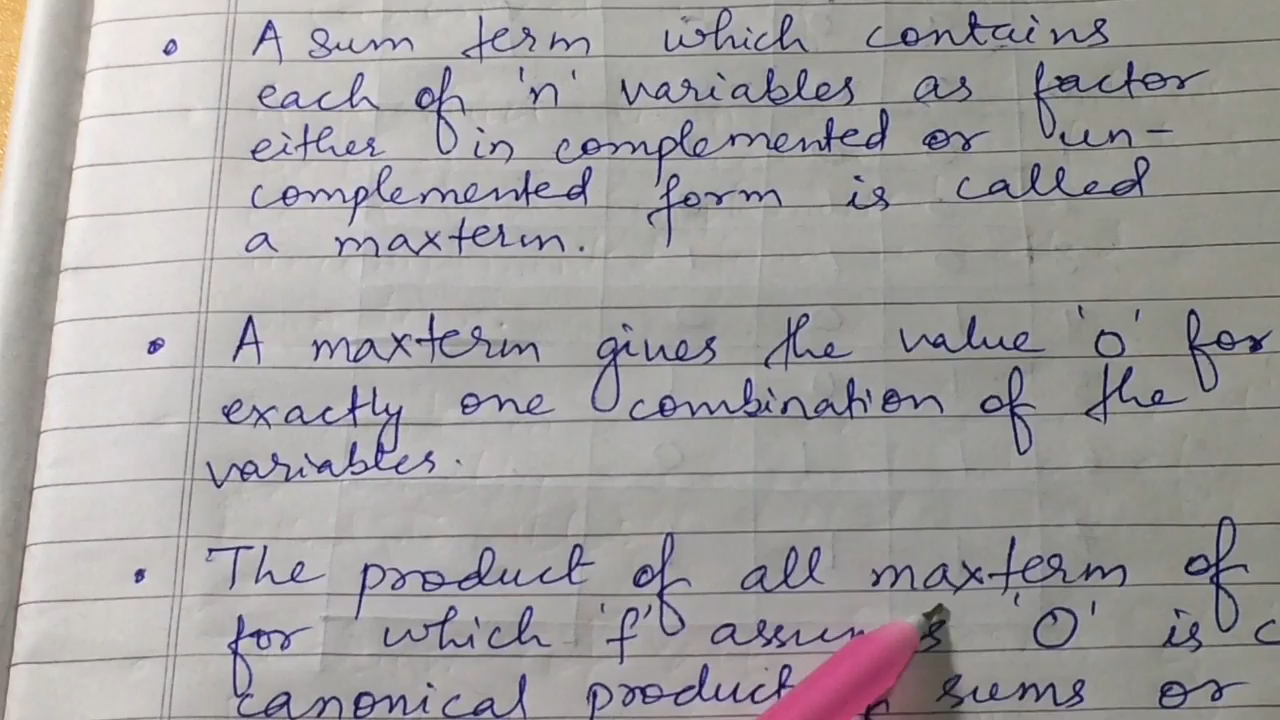 • A sum term which contains
each of 'n' variables as factor
either in complemented or un-
complemented form is called
a maxterm.
• A maxterm gives the value '0' for
exactly one combination of the
variables.
• The product of all maxterm of
for which 'f' assums '0' is
canonical product sums or